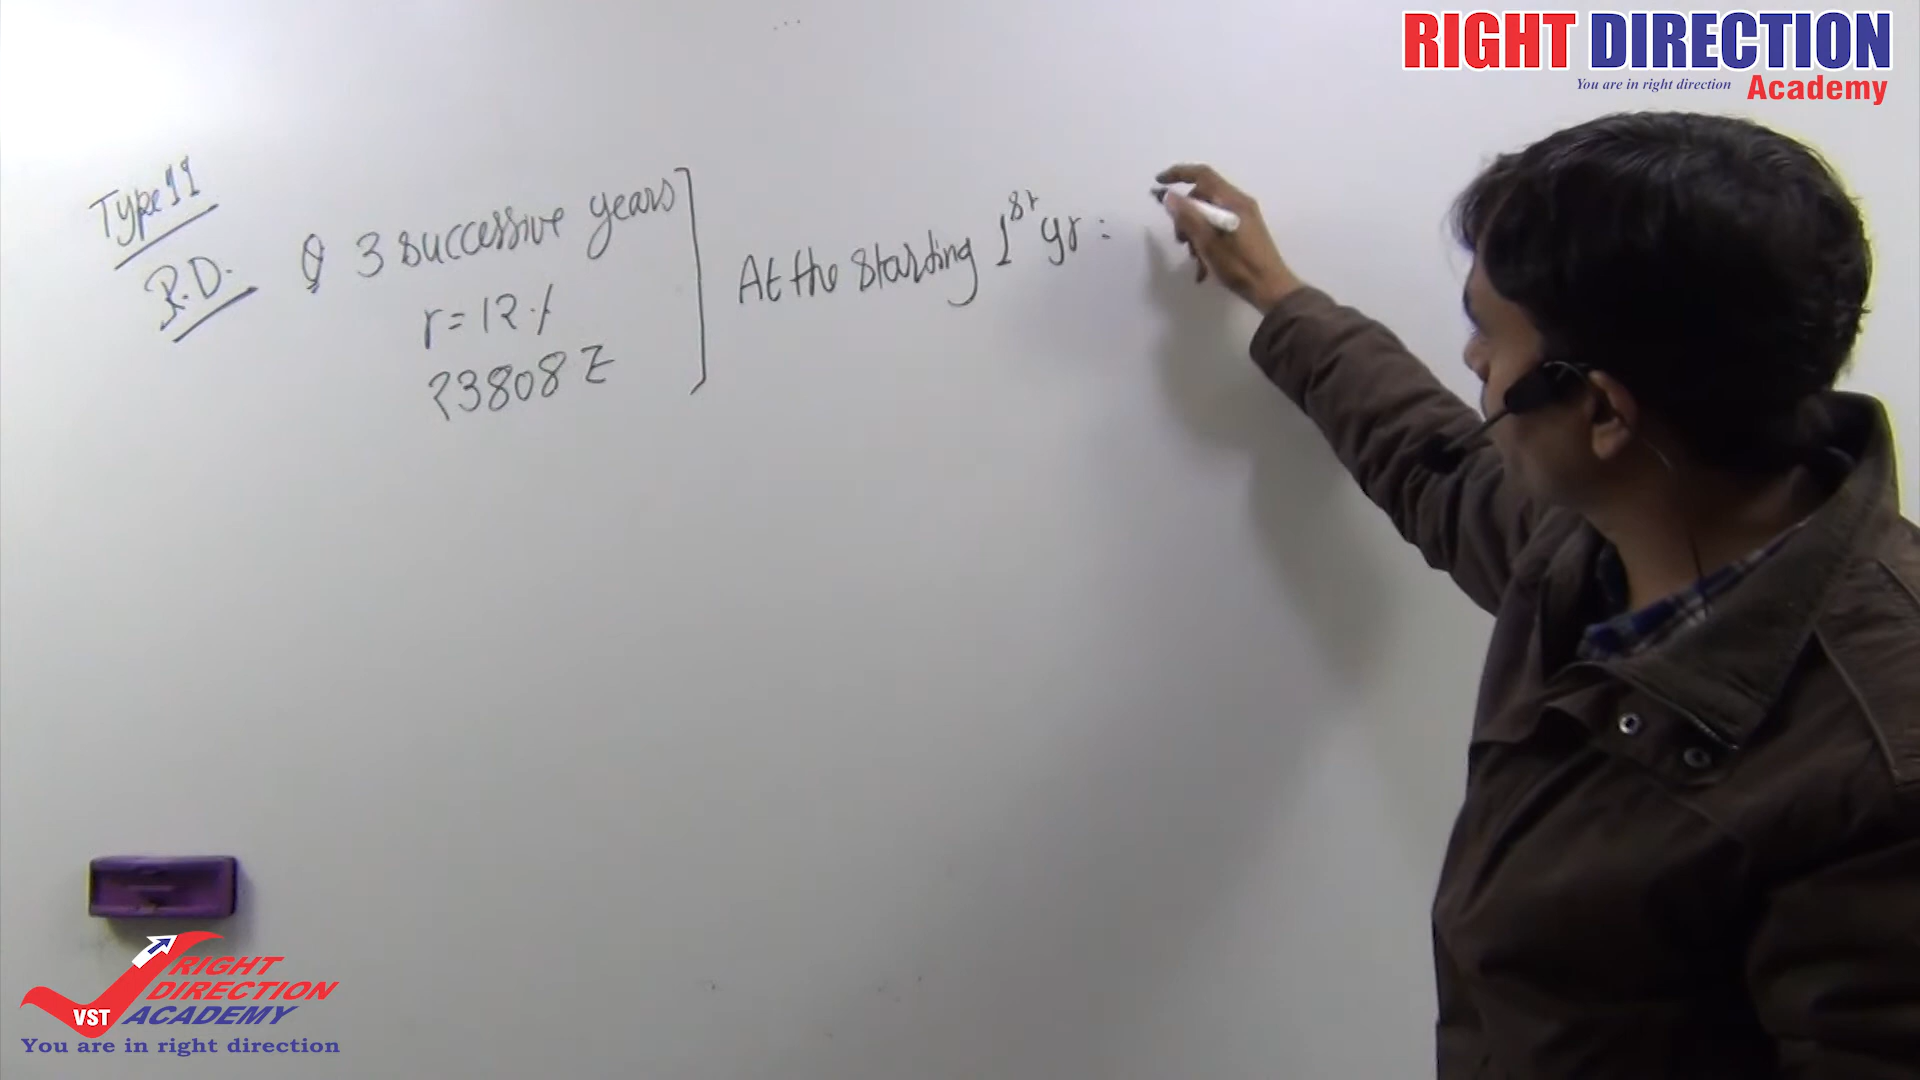 RIGHT DIRECTION
You are in right direction Academy
Type 11
R.D. Q 3 successive years
r = 12%
23808 Z
At the starting 1st yr :
RIGHT
DIRECTION
VST ACADEMY
You are in right direction